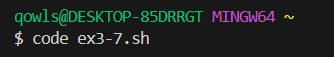 qowls@DESKTOP-85DRRGT MINGW64 ~
$ code ex3-7.sh